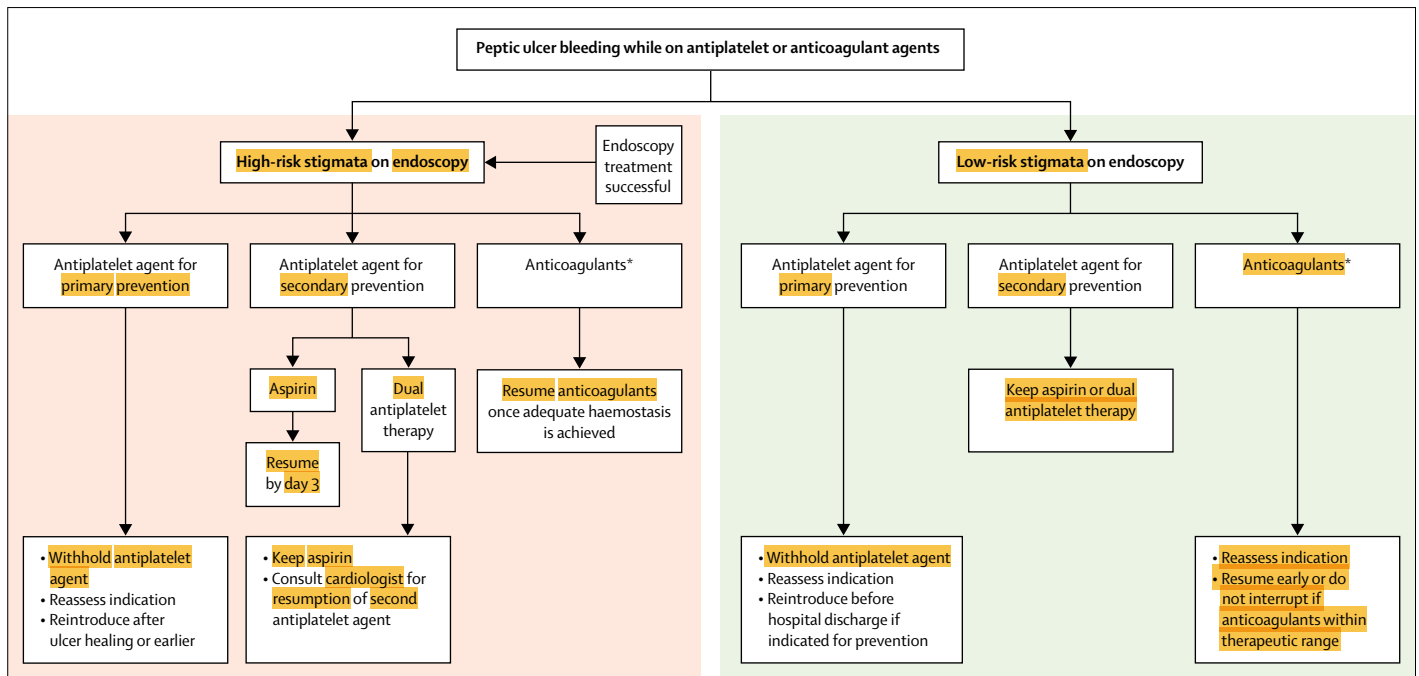 Peptic ulcer bleeding while on antiplatelet or anticoagulant agents
High-risk stigmata on endoscopy
Endoscopy
treatment
successful
Antiplatelet agent for
primary prevention
Antiplatelet agent for
secondary prevention
Anticoagulants*
Aspirin
Dual
antiplatelet
therapy
Resume anticoagulants
once adequate haemostasis
is achieved
Resume
by day 3
• Withhold antiplatelet
agent
• Reassess indication
• Reintroduce after
ulcer healing or earlier
• Keep aspirin
• Consult cardiologist for
resumption of second
antiplatelet agent
Low-risk stigmata on endoscopy
Antiplatelet agent for
primary prevention
Antiplatelet agent for
secondary prevention
Anticoagulants*
Keep aspirin or dual
antiplatelet therapy
• Withhold antiplatelet agent
• Reassess indication
• Reintroduce before
hospital discharge if
indicated for prevention
• Reassess indication
• Resume early or do
not interrupt if
anticoagulants within
therapeutic range